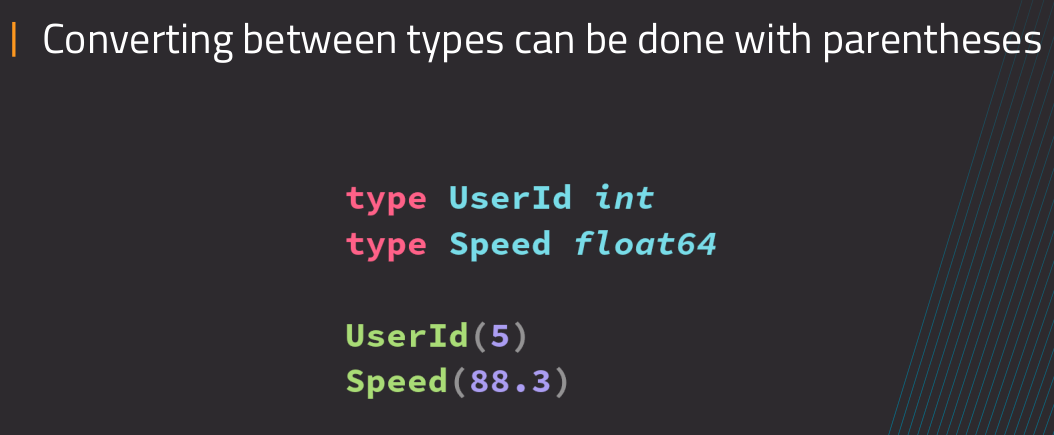 Converting between types can be done with parentheses
type UserId int
type Speed float64
UserId(5)
Speed(88.3)